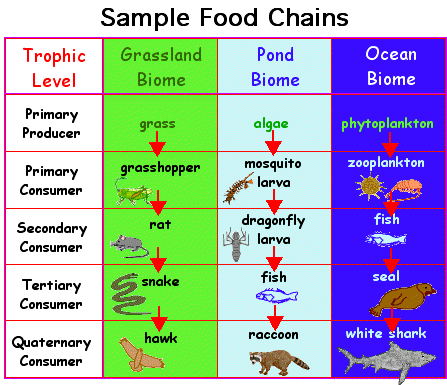 Sample Food Chains
Trophic Level
Grassland Biome
Pond Biome
Ocean Biome
Primary Producer
grass
algae
phytoplankton
Primary Consumer
grasshopper
mosquito larva
zooplankton
Secondary Consumer
rat
dragonfly larva
fish
Tertiary Consumer
snake
fish
seal
Quaternary Consumer
hawk
raccoon
white shark